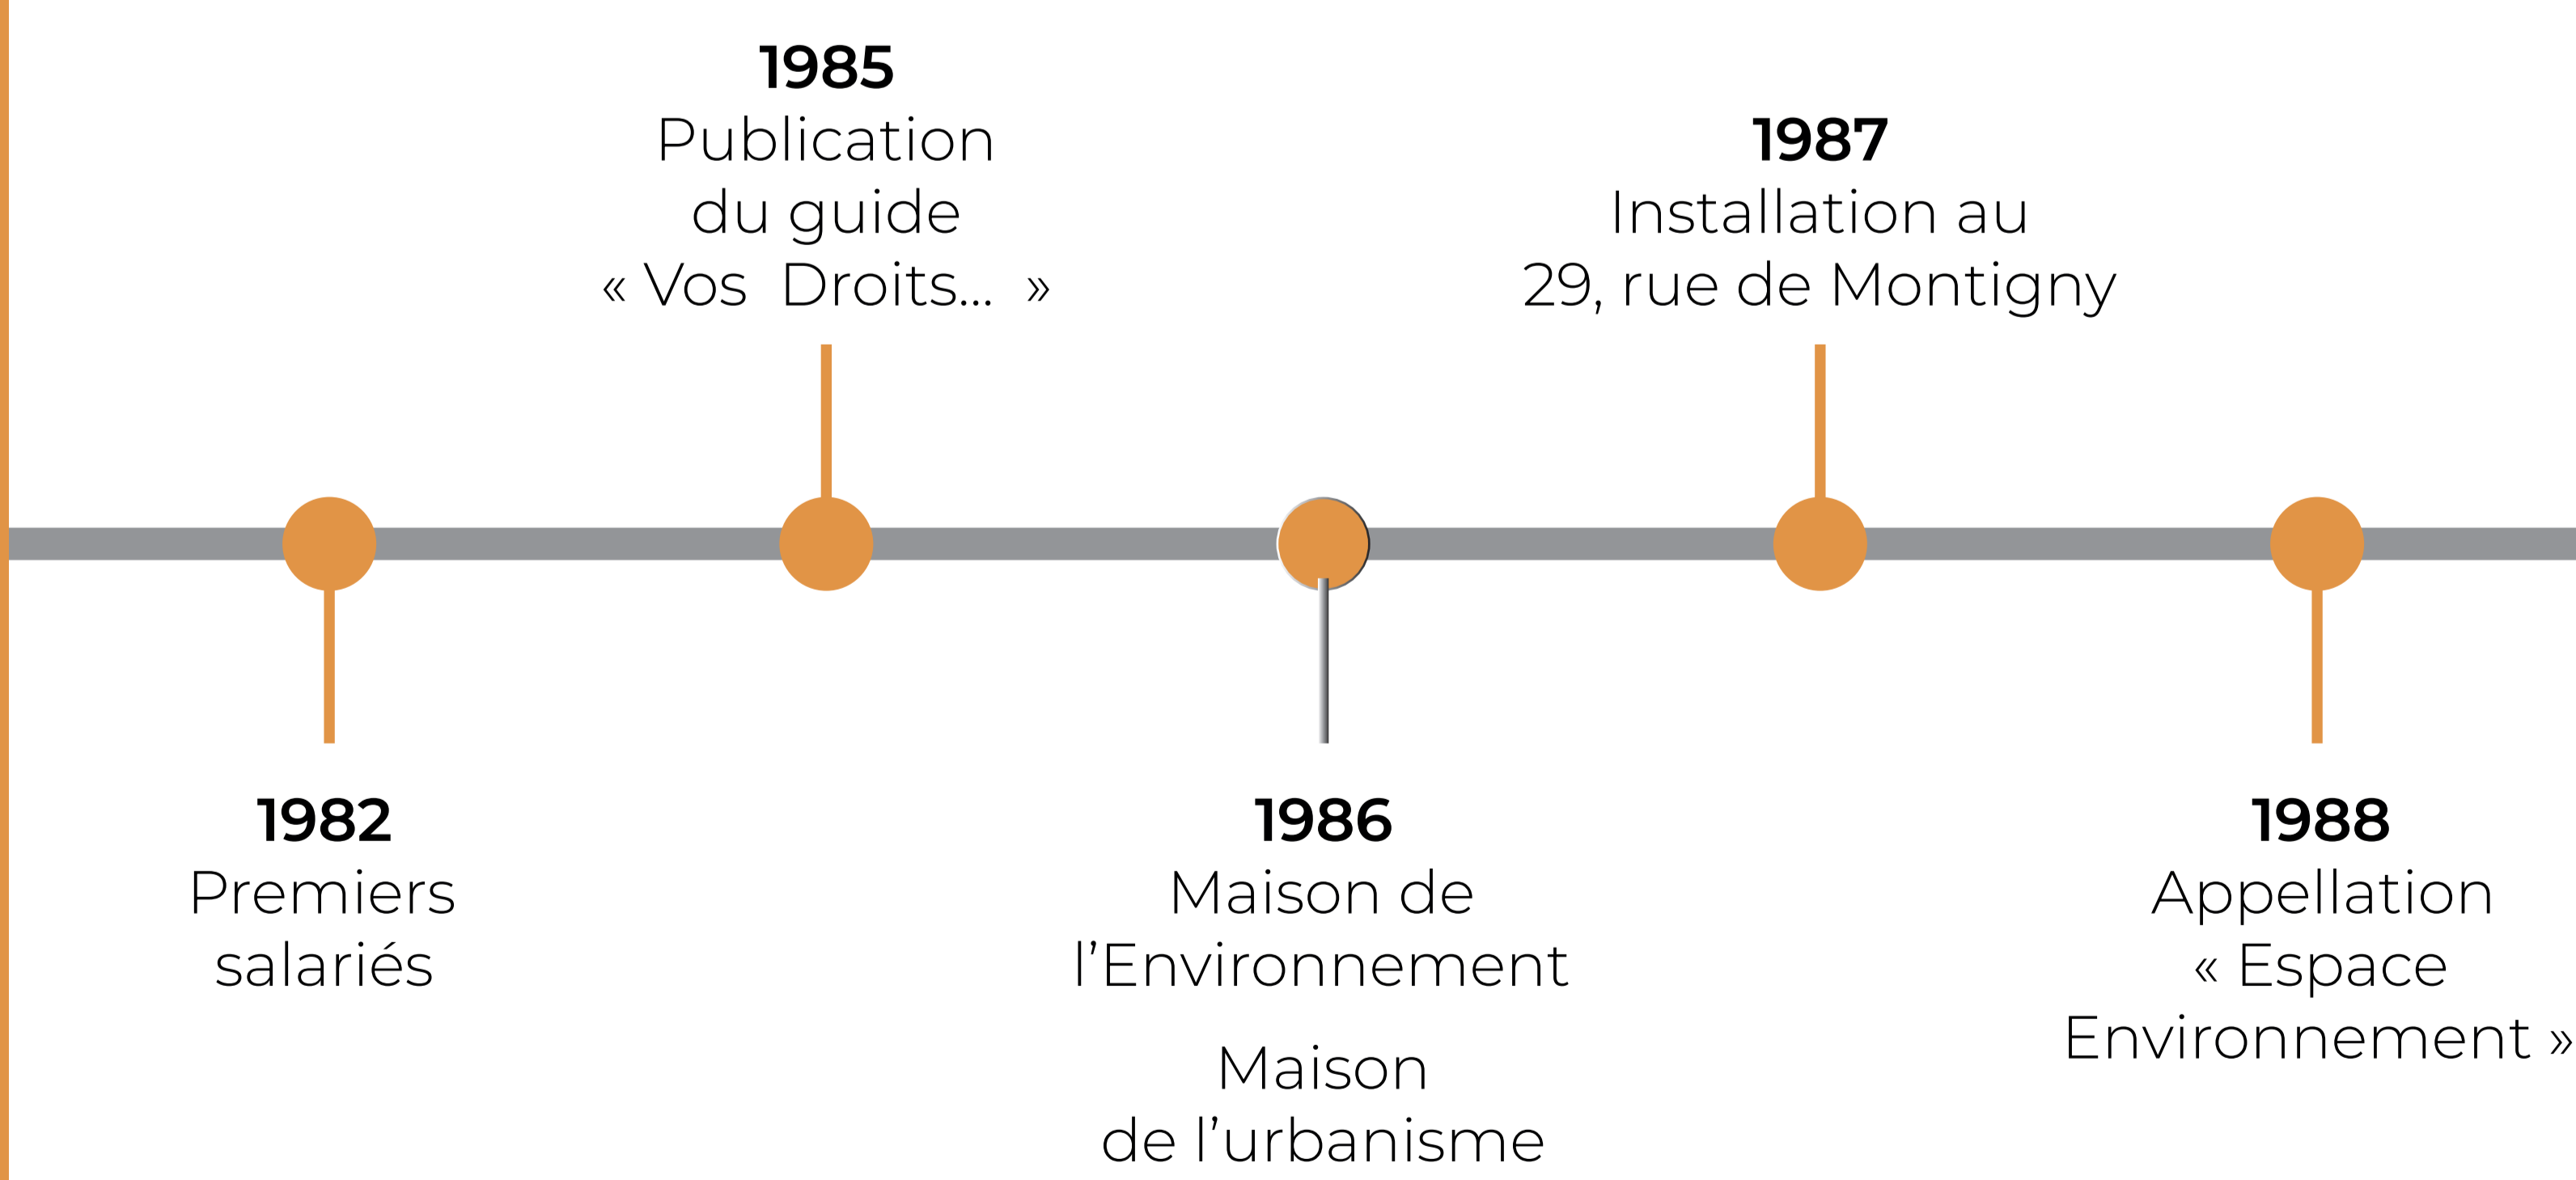 1982
Premiers
salariés
1985
Publication
du guide
« Vos  Droits...  »
1986
Maison de
l’Environnement
Maison
de l’urbanisme
1987
Installation au
29, rue de Montigny
1988
Appellation
« Espace
Environnement »